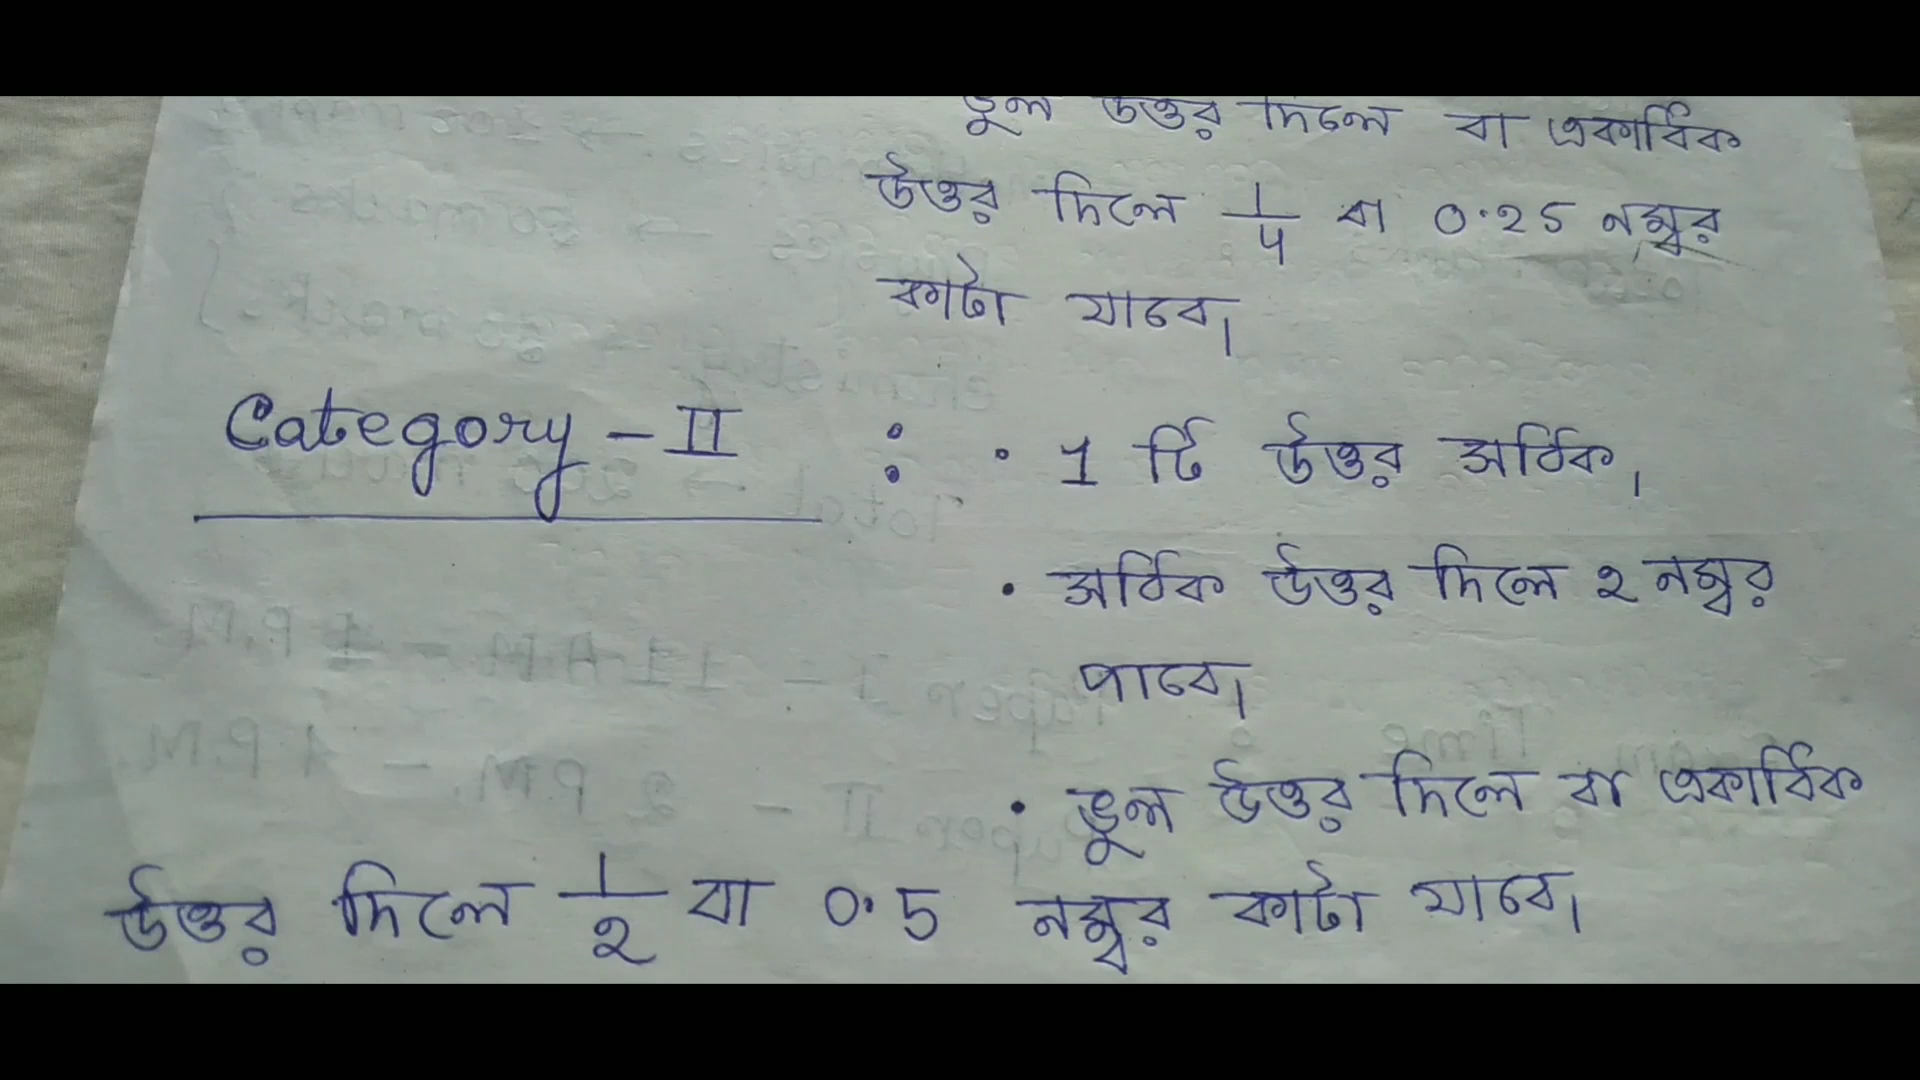 ভুল উত্তর দিলে বা একাধিক
উত্তর দিলে 1/4 বা 0.25 নম্বর
কাটা যাবে।
Category - II : • 1 টি উত্তর সঠিক।
• সঠিক উত্তর দিলে 2 নম্বর
পাবে।
• ভুল উত্তর দিলে বা একাধিক
উত্তর দিলে 1/2 বা 0.5 নম্বর কাটা যাবে।